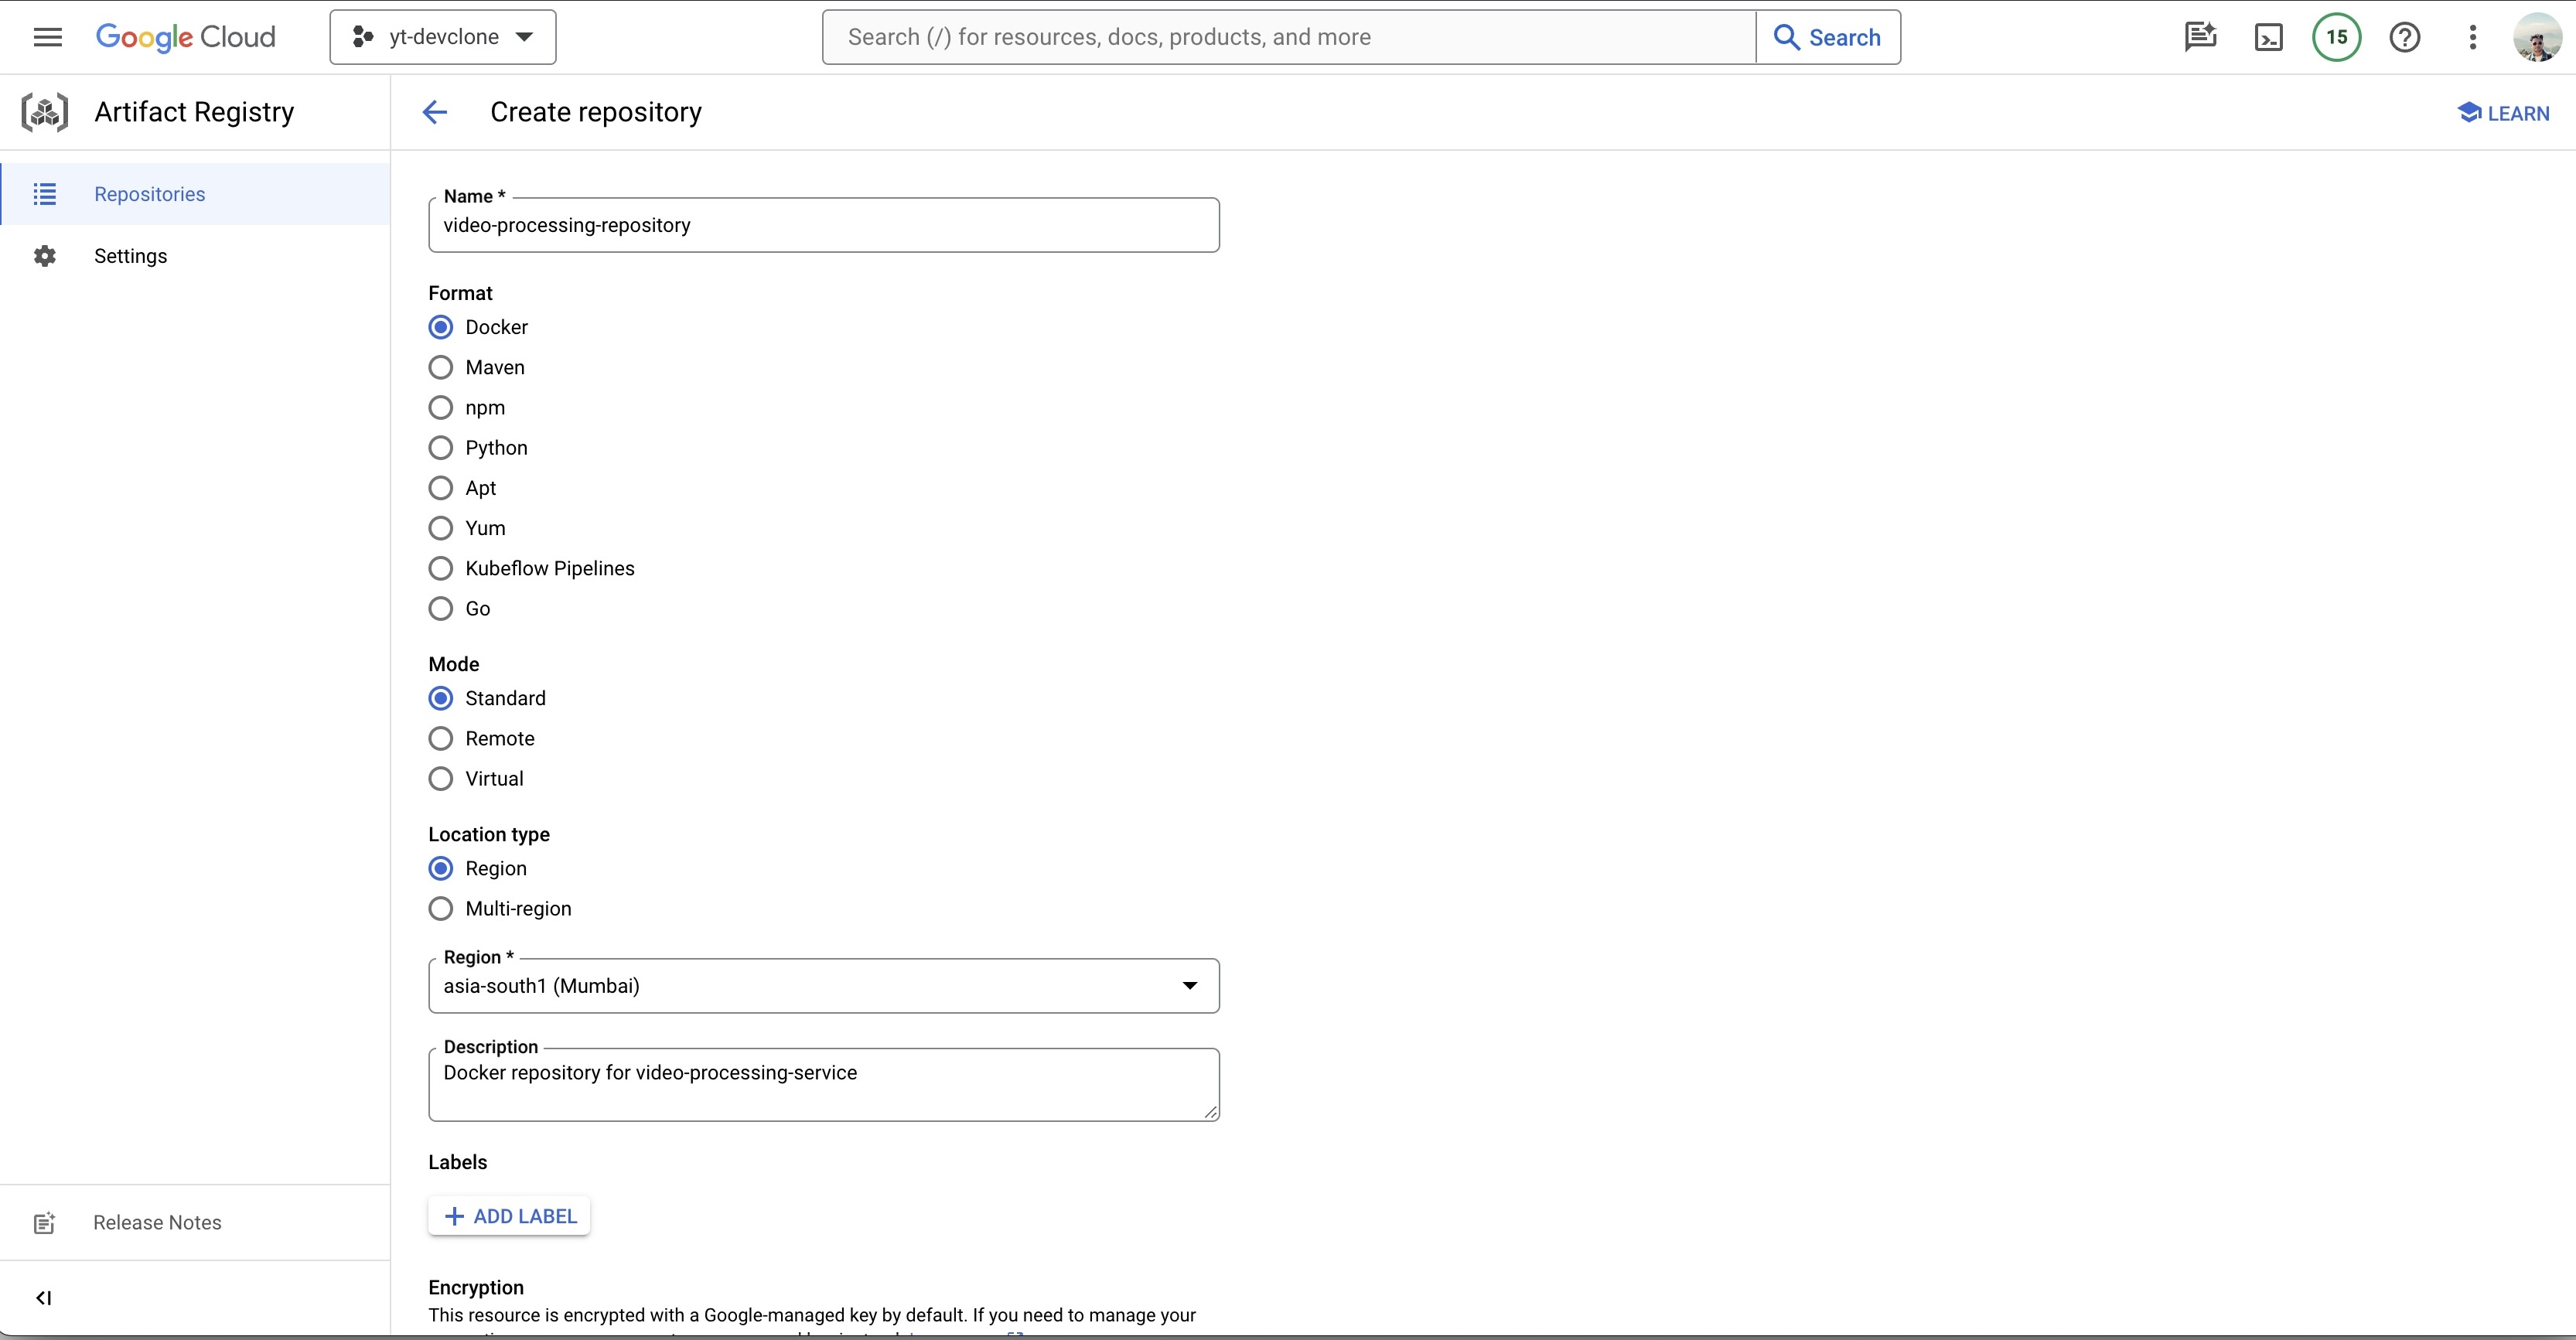 Google Cloud
yt-devclone
Search (/) for resources, docs, products, and more
Search
15
Artifact Registry
Create repository
LEARN
Repositories
Settings
Name *
video-processing-repository
Format
Docker
Maven
npm
Python
Apt
Yum
Kubeflow Pipelines
Go
Mode
Standard
Remote
Virtual
Location type
Region
Multi-region
Region *
asia-south1 (Mumbai)
Description
Docker repository for video-processing-service
Labels
ADD LABEL
Encryption
This resource is encrypted with a Google-managed key by default. If you need to manage your
Release Notes